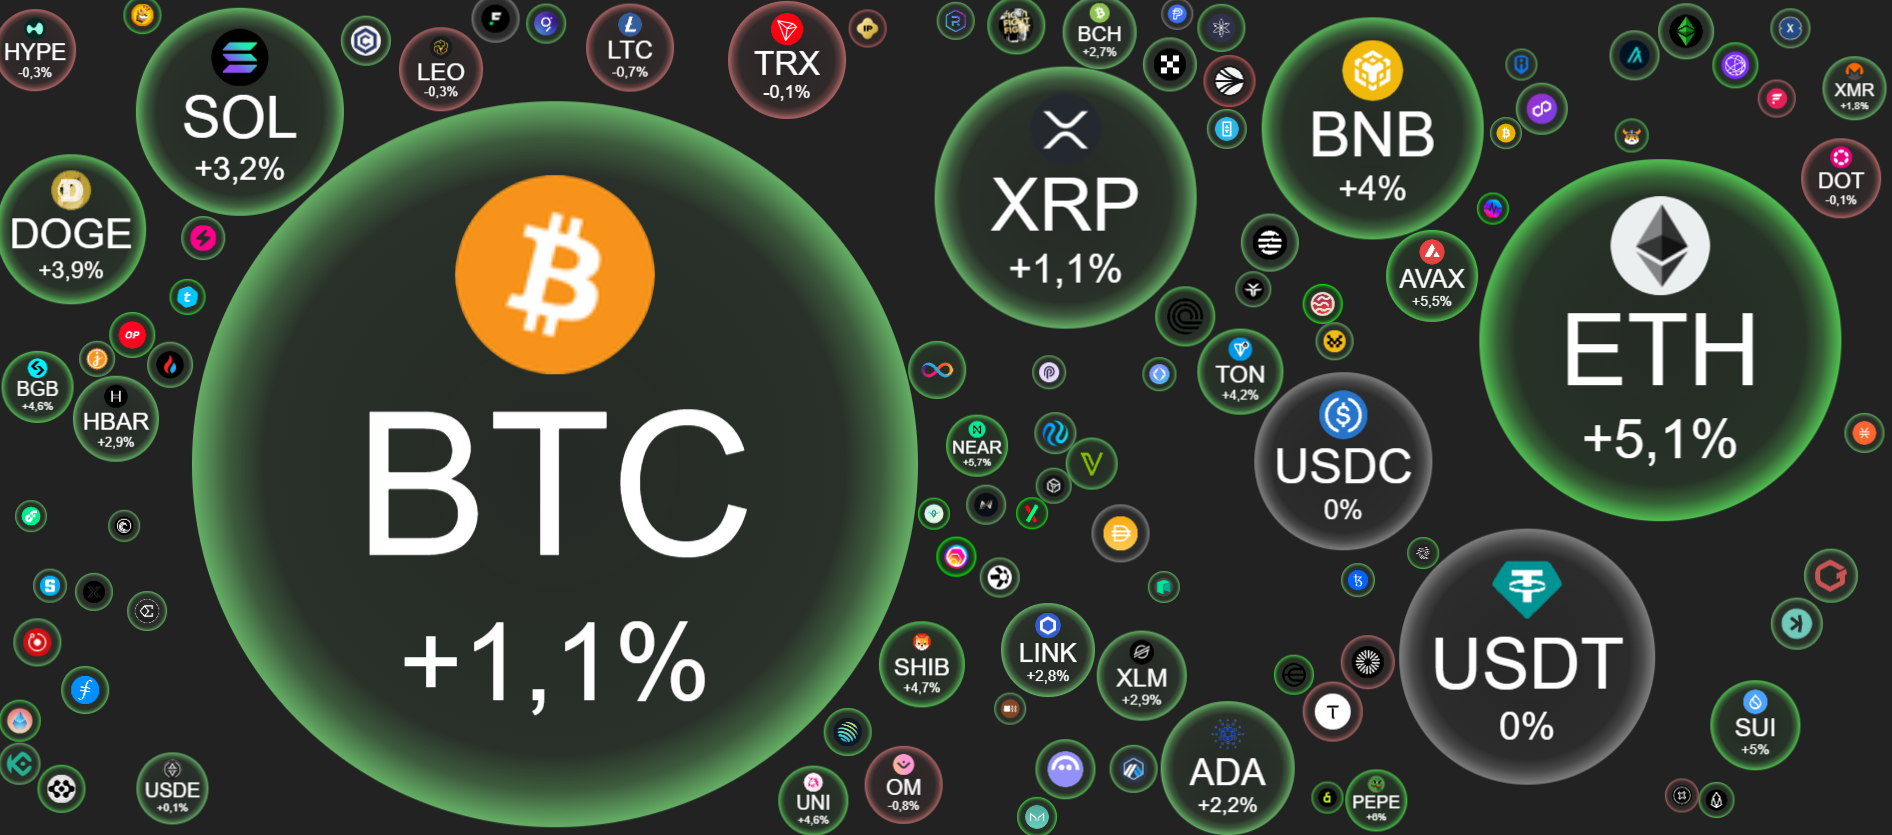 HYPE
-0,3%
SOL
+3,2%
LEO
-0,3%
LTC
-0,7%
TRX
-0,1%
IP
BCH
+2,7%
XRP
+1,1%
BNB
+4%
XMR
+1,8%
DOT
-0,1%
DOGE
+3,9%
OP
BGB
+4,6%
HBAR
+2,9%
BTC
+1,1%
AVAX
+5,5%
ETH
+5,1%
TON
+4,2%
NEAR
+5,7%
USDC
0%
USDT
0%
SHIB
+4,7%
LINK
+2,8%
XLM
+2,9%
ADA
+2,2%
SUI
+5%
USDE
+0,1%
UNI
+4,6%
OM
-0,8%
PEPE
+6%